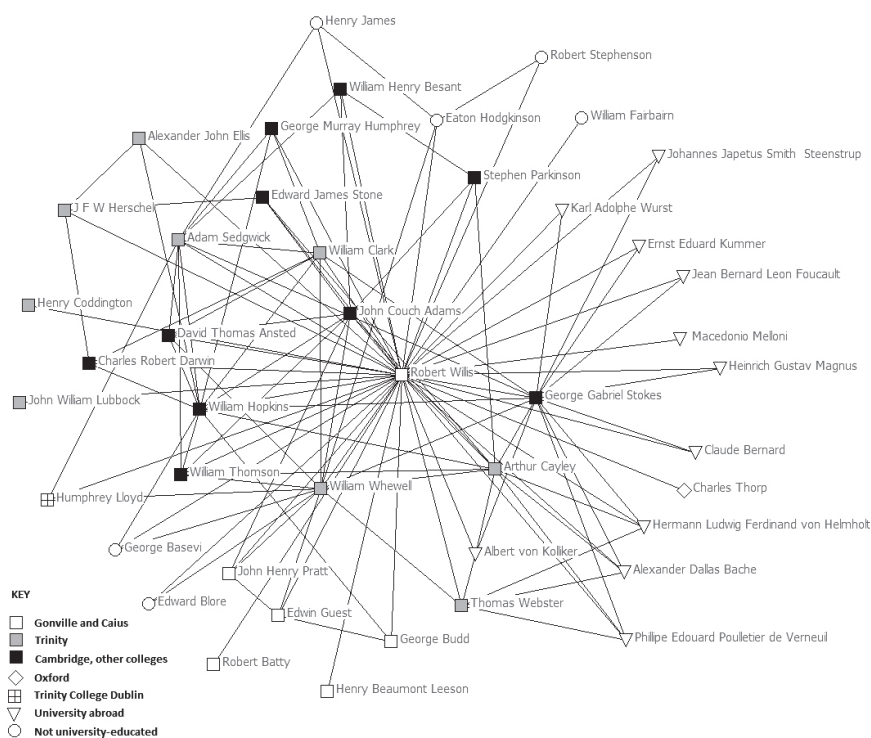 Henry James
Robert Stephenson
William Henry Besant
Eaton Hodgkinson
William Fairbairn
George Murray Humphrey
Alexander John Ellis
Johannes Japetus Smith Steenstrup
Stephen Parkinson
Edward James Stone
J F W Herschel
Karl Adolphe Wurst
Adam Sedgwick
Ernst Eduard Kummer
William Clark
Jean Bernard Leon Foucault
Henry Coddington
John Couch Adams
David Thomas Ansted
Macedonio Melloni
Charles Robert Darwin
Heinrich Gustav Magnus
Robert Willis
George Gabriel Stokes
John William Lubbock
William Hopkins
Claude Bernard
Arthur Cayley
William Thomson
William Whewell
Charles Thorp
Humphrey Lloyd
Hermann Ludwig Ferdinand von Helmholt
George Basevi
Albert von Kolliker
Alexander Dallas Bache
John Henry Pratt
Edward Blore
Thomas Webster
Edwin Guest
George Budd
Philipe Edouard Poulletier de Verneuil
Robert Batty
Henry Beaumont Leeson
KEY
Gonville and Caius
Trinity
Cambridge, other colleges
Oxford
Trinity College Dublin
University abroad
Not university-educated